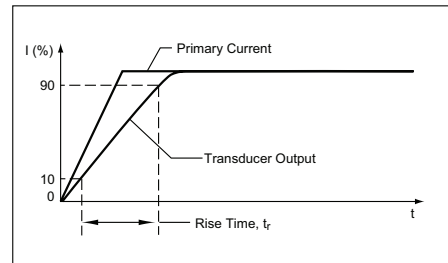 I (%)
Primary Current
90
Transducer Output
10
0
t
Rise Time, tr